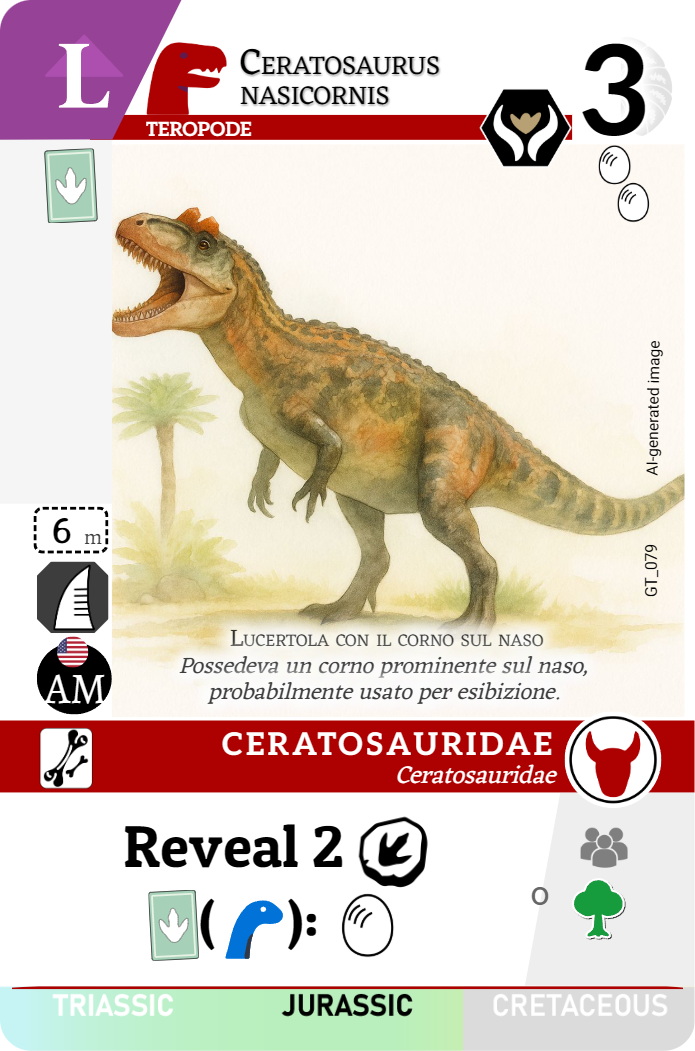 L
CERATOSAURUS
NASICORNIS
3
TEROPODE
AI-generated image
6 m
GT_079
AM
LUCERTOLA CON IL CORNO SUL NASO
Possedeva un corno prominente sul naso,
probabilmente usato per esibizione.
CERATOSAURIDAE
Ceratosauridae
Reveal 2
( ):
O
TRIASSIC JURASSIC CRETACEOUS